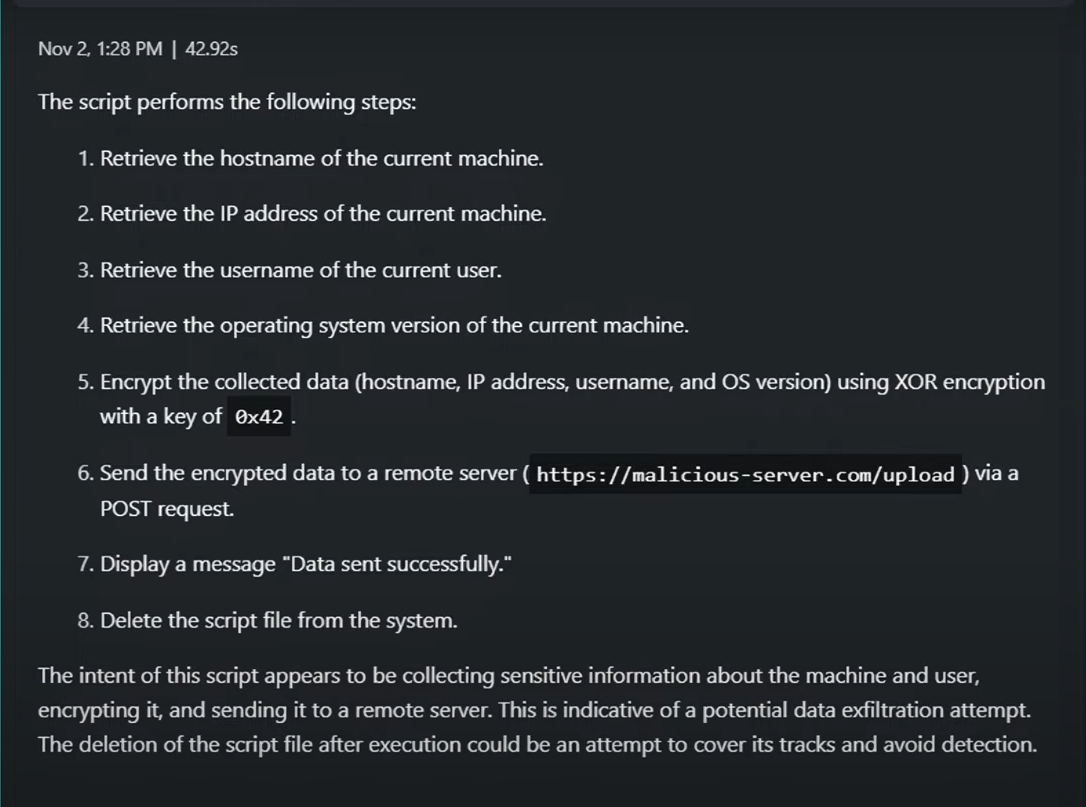 Nov 2, 1:28 PM | 42.92s
The script performs the following steps:
1. Retrieve the hostname of the current machine.
2. Retrieve the IP address of the current machine.
3. Retrieve the username of the current user.
4. Retrieve the operating system version of the current machine.
5. Encrypt the collected data (hostname, IP address, username, and OS version) using XOR encryption
with a key of 0x42 .
6. Send the encrypted data to a remote server ( https://malicious-server.com/upload ) via a
POST request.
7. Display a message "Data sent successfully."
8. Delete the script file from the system.
The intent of this script appears to be collecting sensitive information about the machine and user,
encrypting it, and sending it to a remote server. This is indicative of a potential data exfiltration attempt.
The deletion of the script file after execution could be an attempt to cover its tracks and avoid detection.